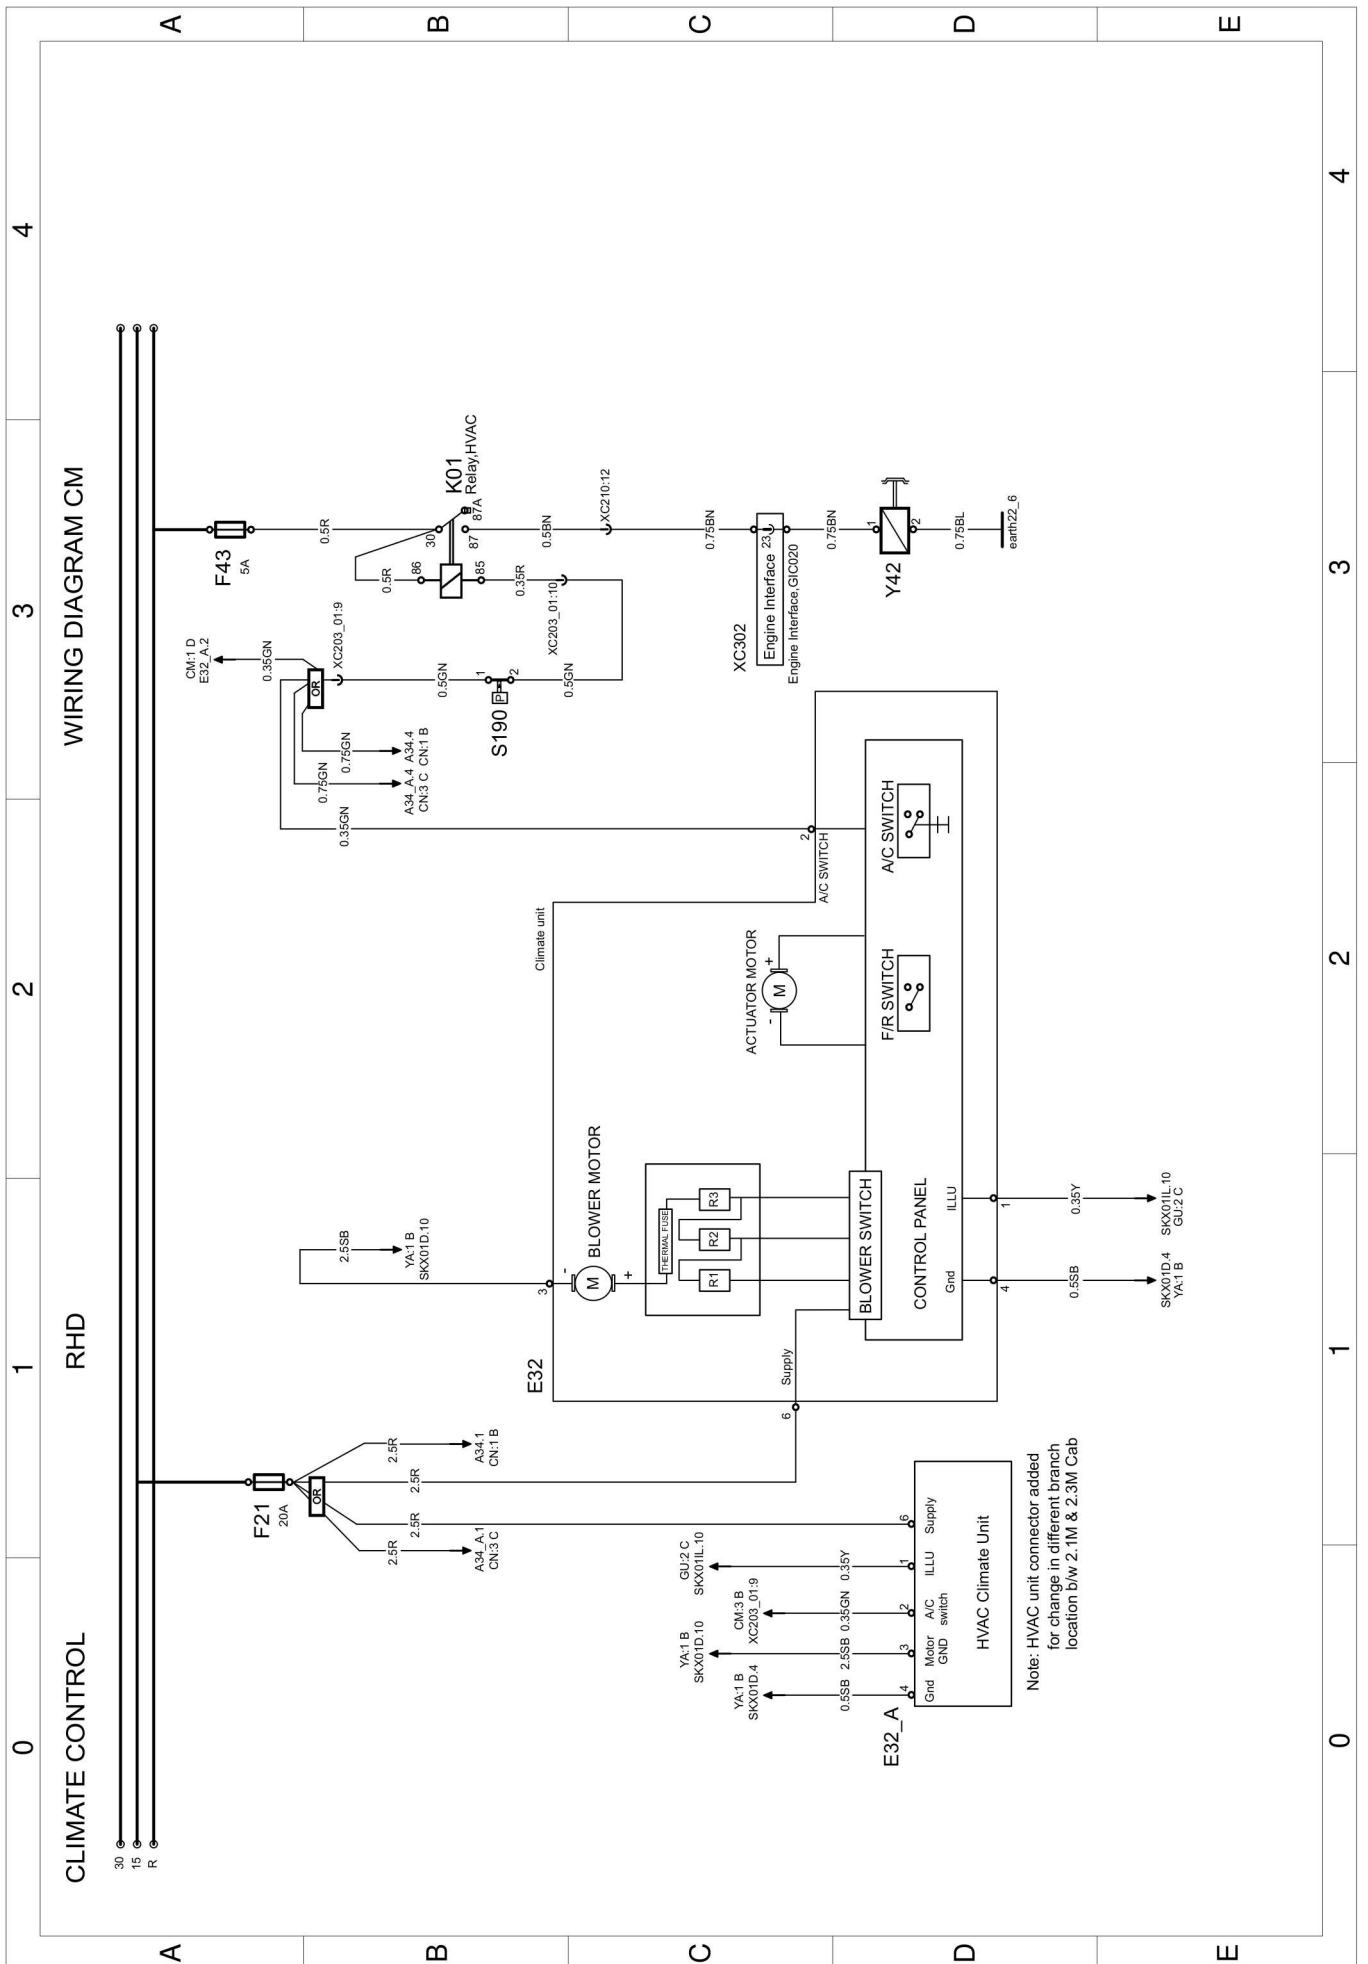 0
1
2
3
4
A
B
C
D
E
CLIMATE CONTROL
RHD
WIRING DIAGRAM CM
30
15
R
F21
20A
OR
2.5R
A34_A.1
CN:3 C
2.5R
2.5R
2.5R
A34.1
CN:1 B
2.5SB
YA:1 B
SKX01D.10
F43
5A
0.5R
CM:1 D
E32_A.2
0.35GN
OR
XC203_01:9
0.75GN
A34_A.4
CN:3 C
0.75GN
A34.4
CN:1 B
0.35GN
0.5GN
S190
P
1
2
0.5GN
0.5R
86
85
30
87
87A
K01
Relay,HVAC
0.35R
XC203_01:10
0.5BN
XC210:12
0.75BN
XC302
Engine Interface 23
Engine Interface,GIC020
0.75BN
Y42
1
2
0.75BL
earth22_6
E32
Climate unit
3
-
M
+
BLOWER MOTOR
THERMAL FUSE
R1
R2
R3
6
Supply
BLOWER SWITCH
ACTUATOR MOTOR
-
M
+
2
A/C SWITCH
F/R SWITCH
A/C SWITCH
CONTROL PANEL
Gnd
ILLU
4
1
0.5SB
SKX01D.4
YA:1 B
0.35Y
SKX01IL.10
GU:2 C
YA:1 B
SKX01D.4
YA:1 B
SKX01D.10
CM:3 B
XC203_01:9
GU:2 C
SKX01IL.10
0.5SB
2.5SB
0.35GN
0.35Y
E32_A
4
3
2
1
6
Gnd
Motor
GND
A/C
switch
ILLU
Supply
HVAC Climate Unit
Note: HVAC unit connector added
for change in different branch
location b/w 2.1M & 2.3M Cab
A
B
C
D
E
0
1
2
3
4